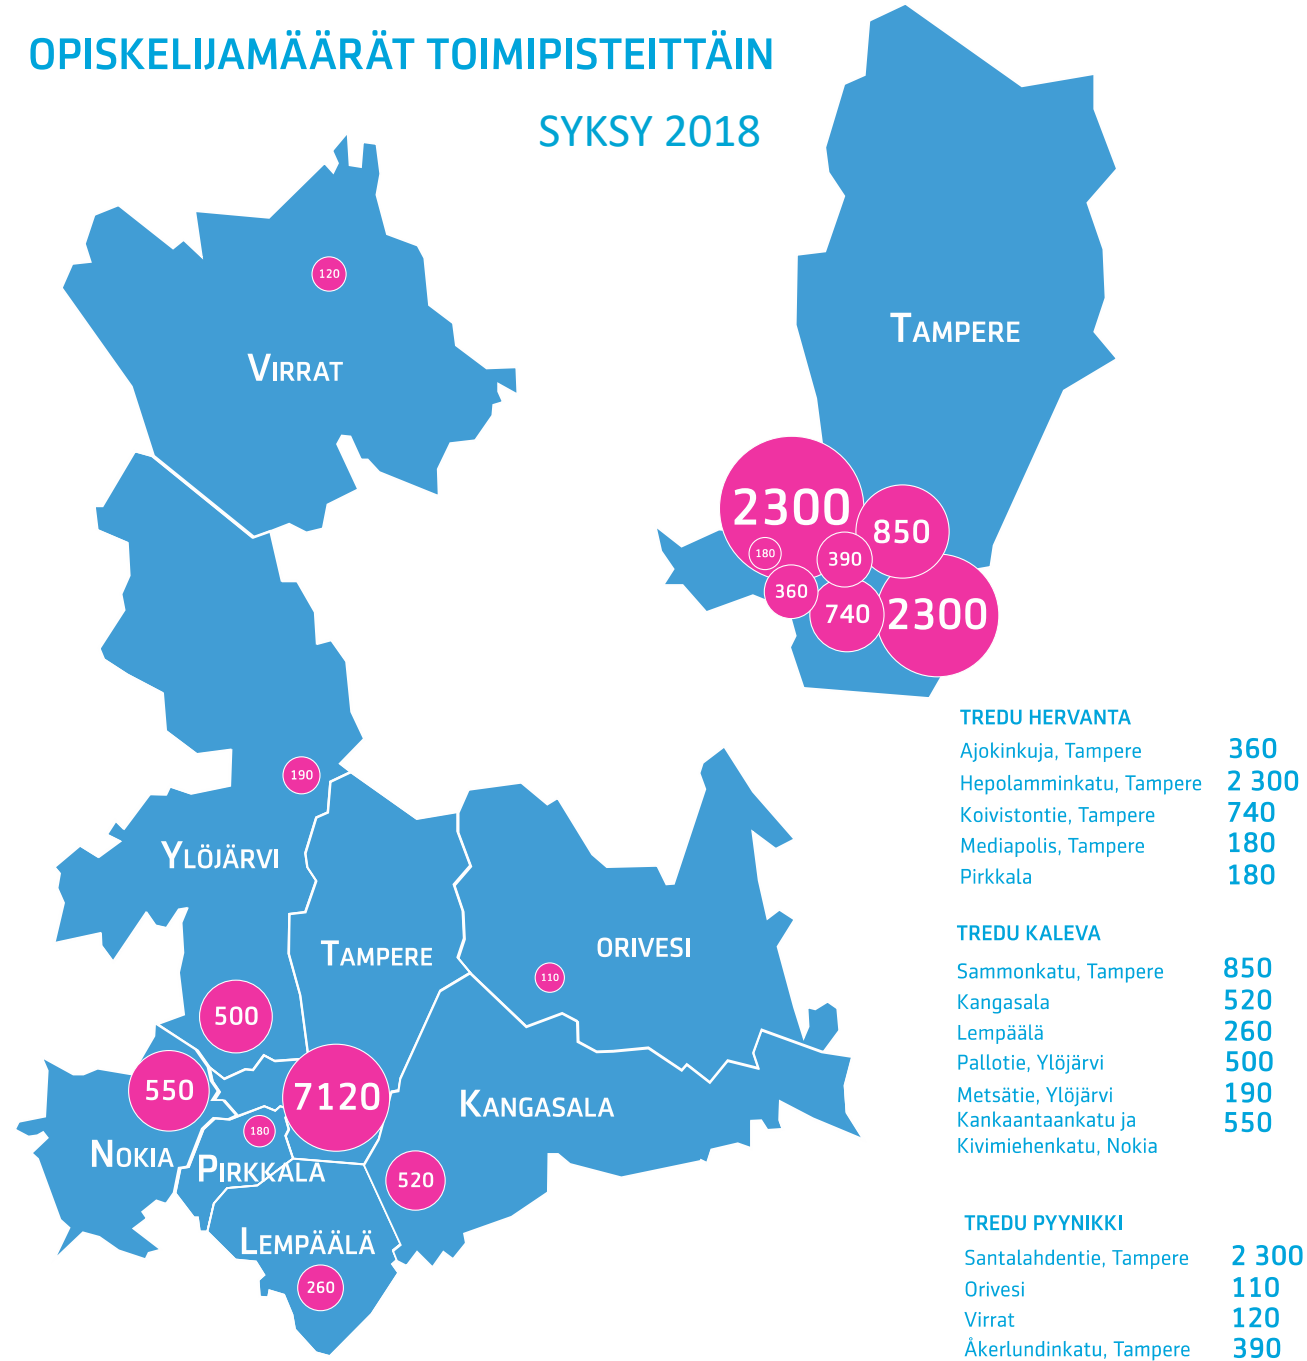 OPISKELIJAMÄÄRÄT TOIMIPISTEITTÄIN
SYKSY 2018
120
VIRRAT
TAMPERE
2300
850
180
390
360
740
2300
190
YLÖJÄRVI
TAMPERE
ORIVESI
110
500
550
7120
KANGASALA
180
NOKIA
PIRKKALA
520
LEMPÄÄLÄ
260
TREDU HERVANTA
Ajokinkuja, Tampere 360
Hepolamminkatu, Tampere 2 300
Koivistontie, Tampere 740
Mediapolis, Tampere 180
Pirkkala 180
TREDU KALEVA
Sammonkatu, Tampere 850
Kangasala 520
Lempäälä 260
Pallotie, Ylöjärvi 500
Metsätie, Ylöjärvi 190
Kankaantaankatu ja 550
Kivimiehenkatu, Nokia
TREDU PYYNIKKI
Santalahdentie, Tampere 2 300
Orivesi 110
Virrat 120
Åkerlundinkatu, Tampere 390